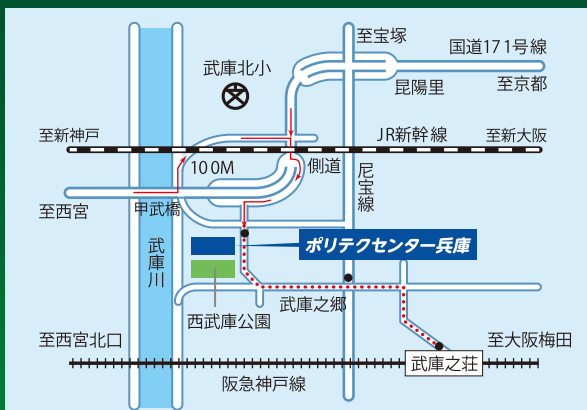 至宝塚
国道171号線
武庫北小
昆陽里
至京都
至新神戸
JR新幹線
至新大阪
100M
側道
尼宝線
至西宮
甲武橋
武庫川
ポリテクセンター兵庫
武庫之郷
西武庫公園
至西宮北口
至大阪梅田
武庫之荘
阪急神戸線